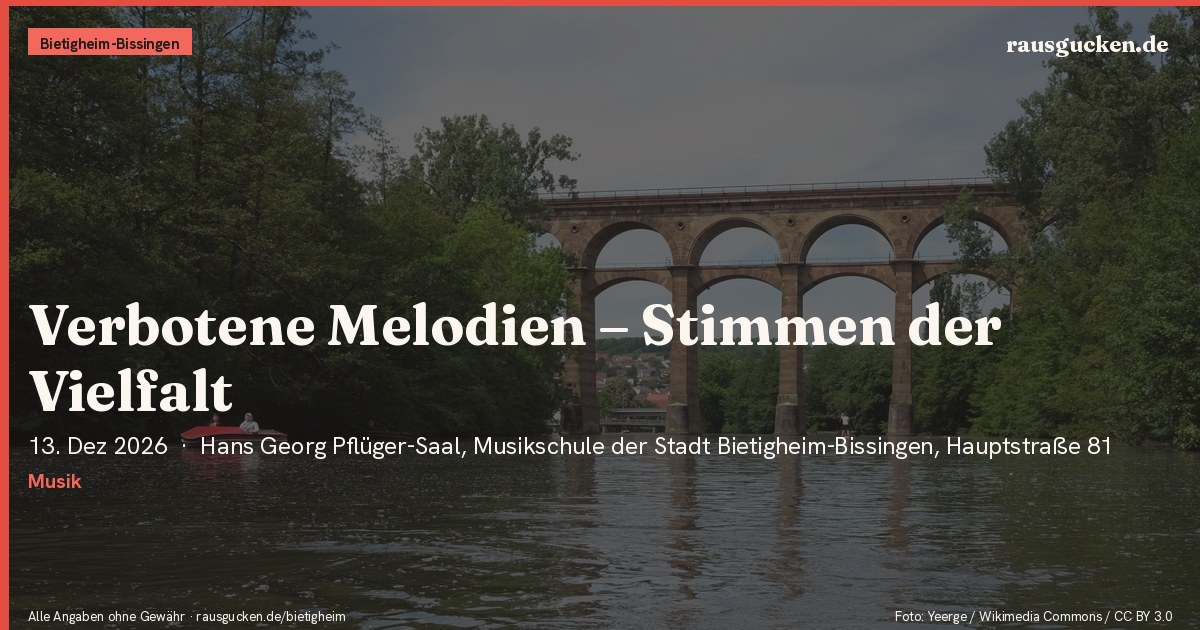 Bietigheim-Bissingen
rausgucken.de
Verbotene Melodien – Stimmen der
Vielfalt
13. Dez 2026 · Hans Georg Pflüger-Saal, Musikschule der Stadt Bietigheim-Bissingen, Hauptstraße 81
Musik
Alle Angaben ohne Gewähr · rausgucken.de/bietigheim
Foto: Yeerge / Wikimedia Commons / CC BY 3.0